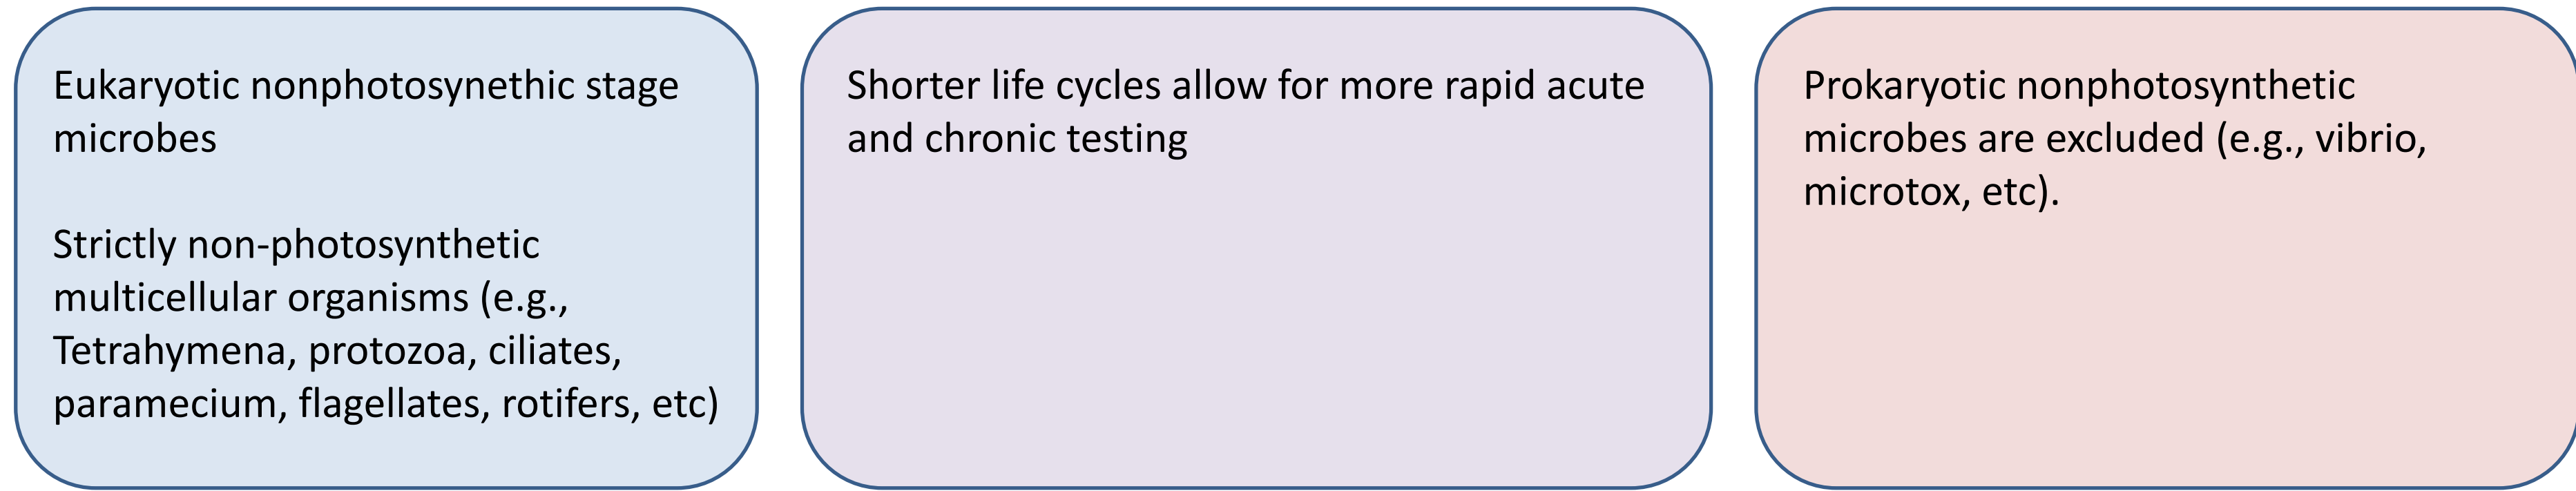 Eukaryotic nonphotosynethic stage
microbes
Strictly non-photosynthetic
multicellular organisms (e.g.,
Tetrahymena, protozoa, ciliates,
paramecium, flagellates, rotifers, etc)
Shorter life cycles allow for more rapid acute
and chronic testing
Prokaryotic nonphotosynthetic
microbes are excluded (e.g., vibrio,
microtox, etc).